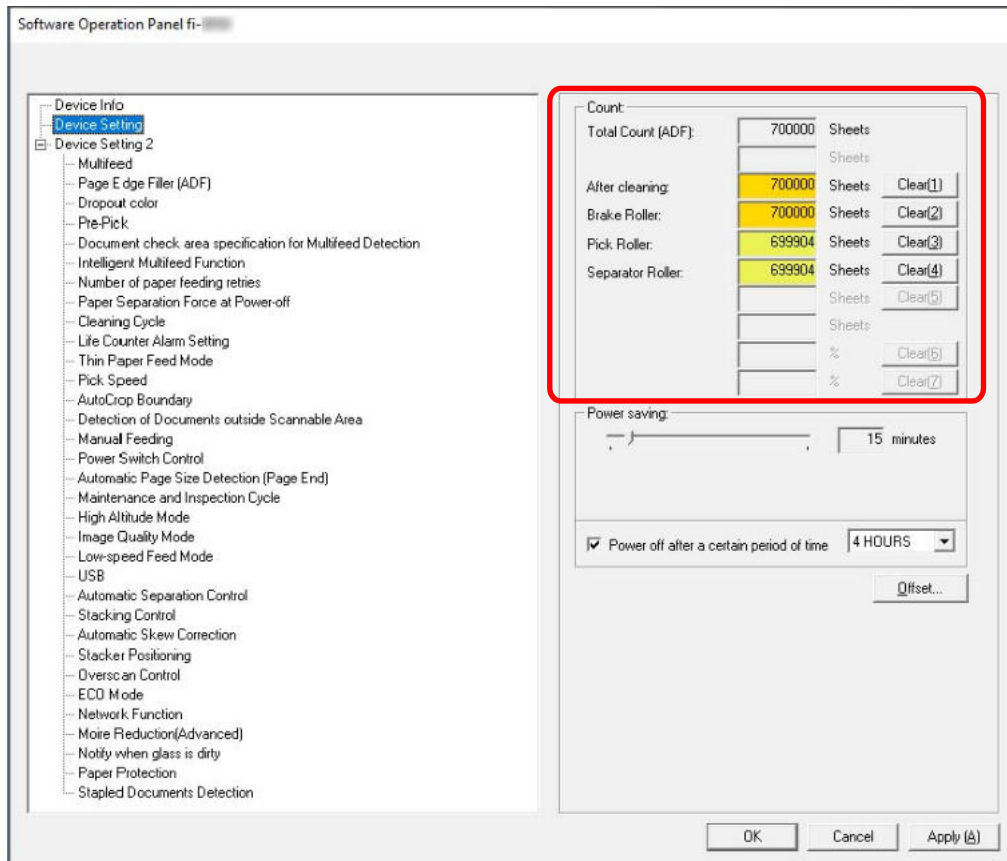 Software Operation Panel fi-
Device Info
Device Setting
Device Setting 2
Multifeed
Page Edge Filler (ADF)
Dropout color
Pre-Pick
Document check area specification for Multifeed Detection
Intelligent Multifeed Function
Number of paper feeding retries
Paper Separation Force at Power-off
Cleaning Cycle
Life Counter Alarm Setting
Thin Paper Feed Mode
Pick Speed
AutoCrop Boundary
Detection of Documents outside Scannable Area
Manual Feeding
Power Switch Control
Automatic Page Size Detection (Page End)
Maintenance and Inspection Cycle
High Altitude Mode
Image Quality Mode
Low-speed Feed Mode
USB
Automatic Separation Control
Stacking Control
Automatic Skew Correction
Stacker Positioning
Overscan Control
ECO Mode
Network Function
Moire Reduction(Advanced)
Notify when glass is dirty
Paper Protection
Stapled Documents Detection
Count:
Total Count (ADF): 700000 Sheets
Sheets
After cleaning: 700000 Sheets Clear(1)
Brake Roller: 700000 Sheets Clear(2)
Pick Roller: 699904 Sheets Clear(3)
Separator Roller: 699904 Sheets Clear(4)
Sheets Clear(5)
Sheets
% Clear(6)
% Clear(7)
Power saving:
15 minutes
Power off after a certain period of time 4 HOURS
Offset...
OK Cancel Apply (A)